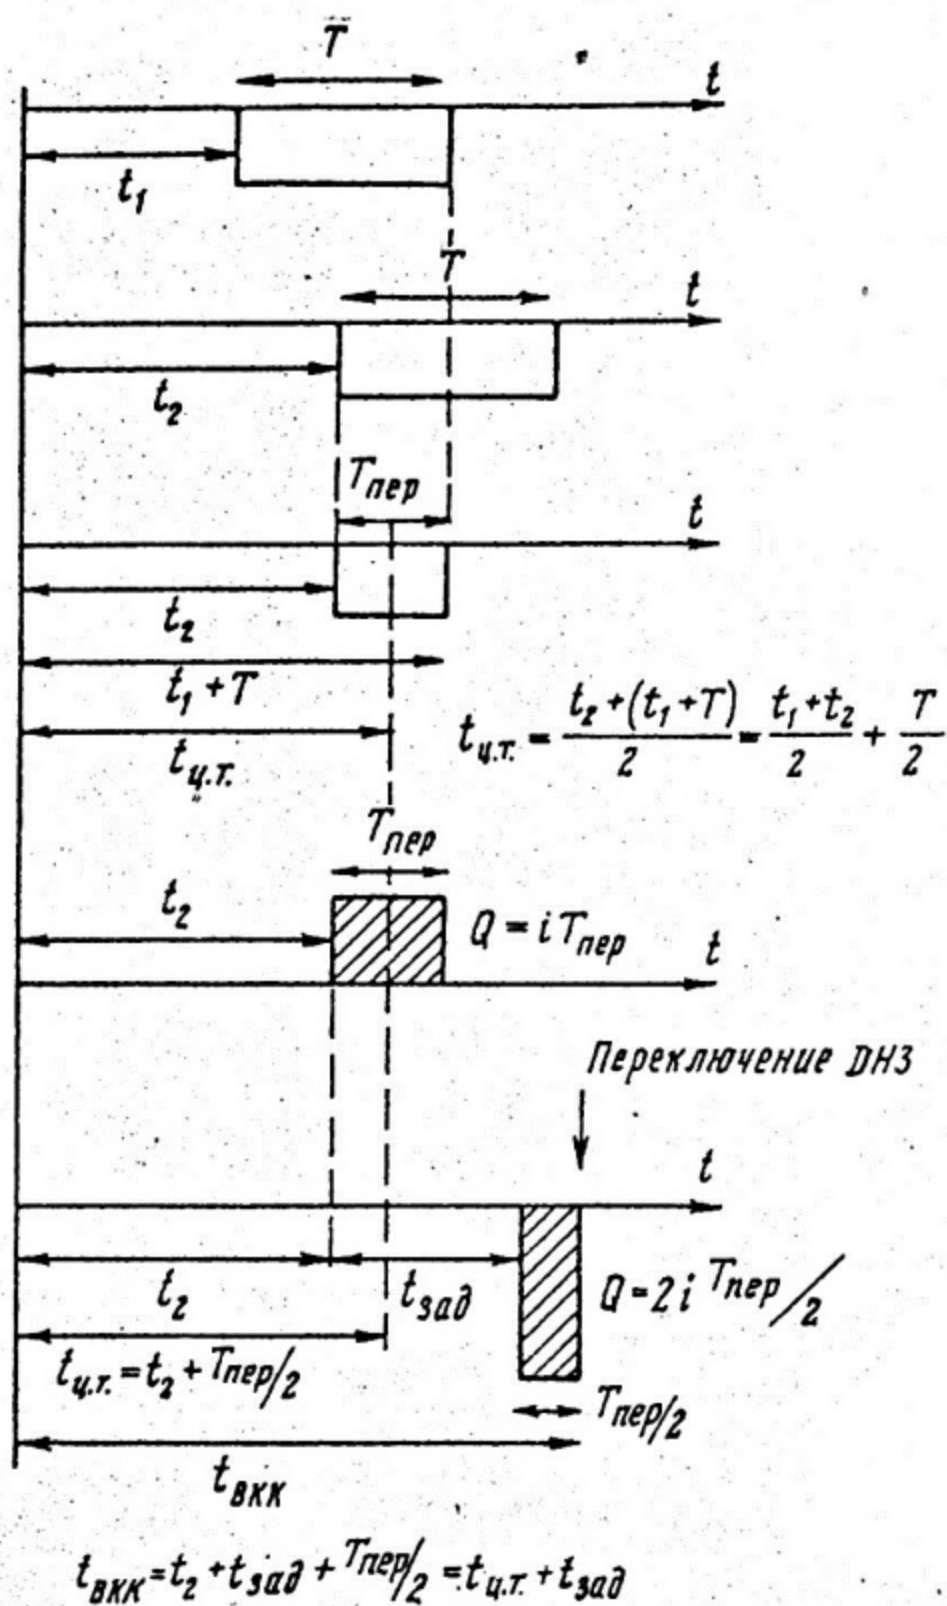 T
t
t₁
T
t
t₂
Tпер
t
t₂
t₁ + T
tц.т. = (t₂ + (t₁ + T))/2 = (t₁ + t₂)/2 + T/2
tц.т.
Tпер
t₂
Q = i Tпер
t
Переключение DН3
t
t₂
tзад
Q = 2i Tпер/2
tц.т. = t₂ + Tпер/2
Tпер/2
tвкк
tвкк = t₂ + tзад + Tпер/2 = tц.т. + tзад